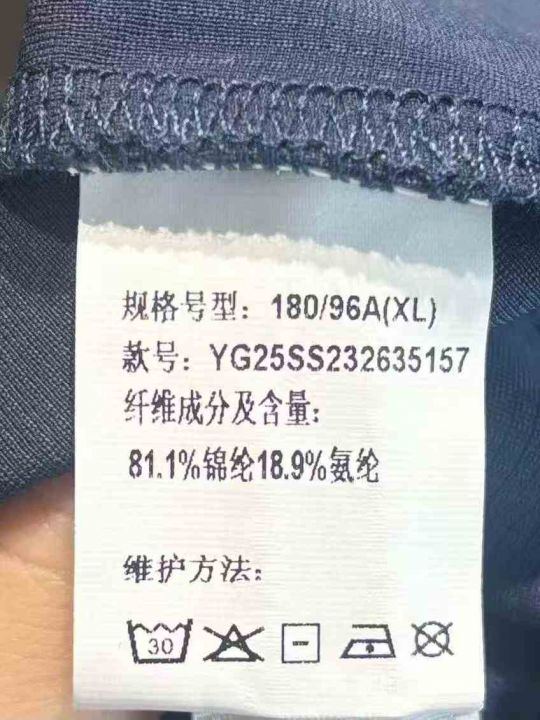 规格号型：180/96A(XL)
款号：YG25SS232635157
纤维成分及含量：
81.1%锦纶18.9%氨纶
维护方法：
30